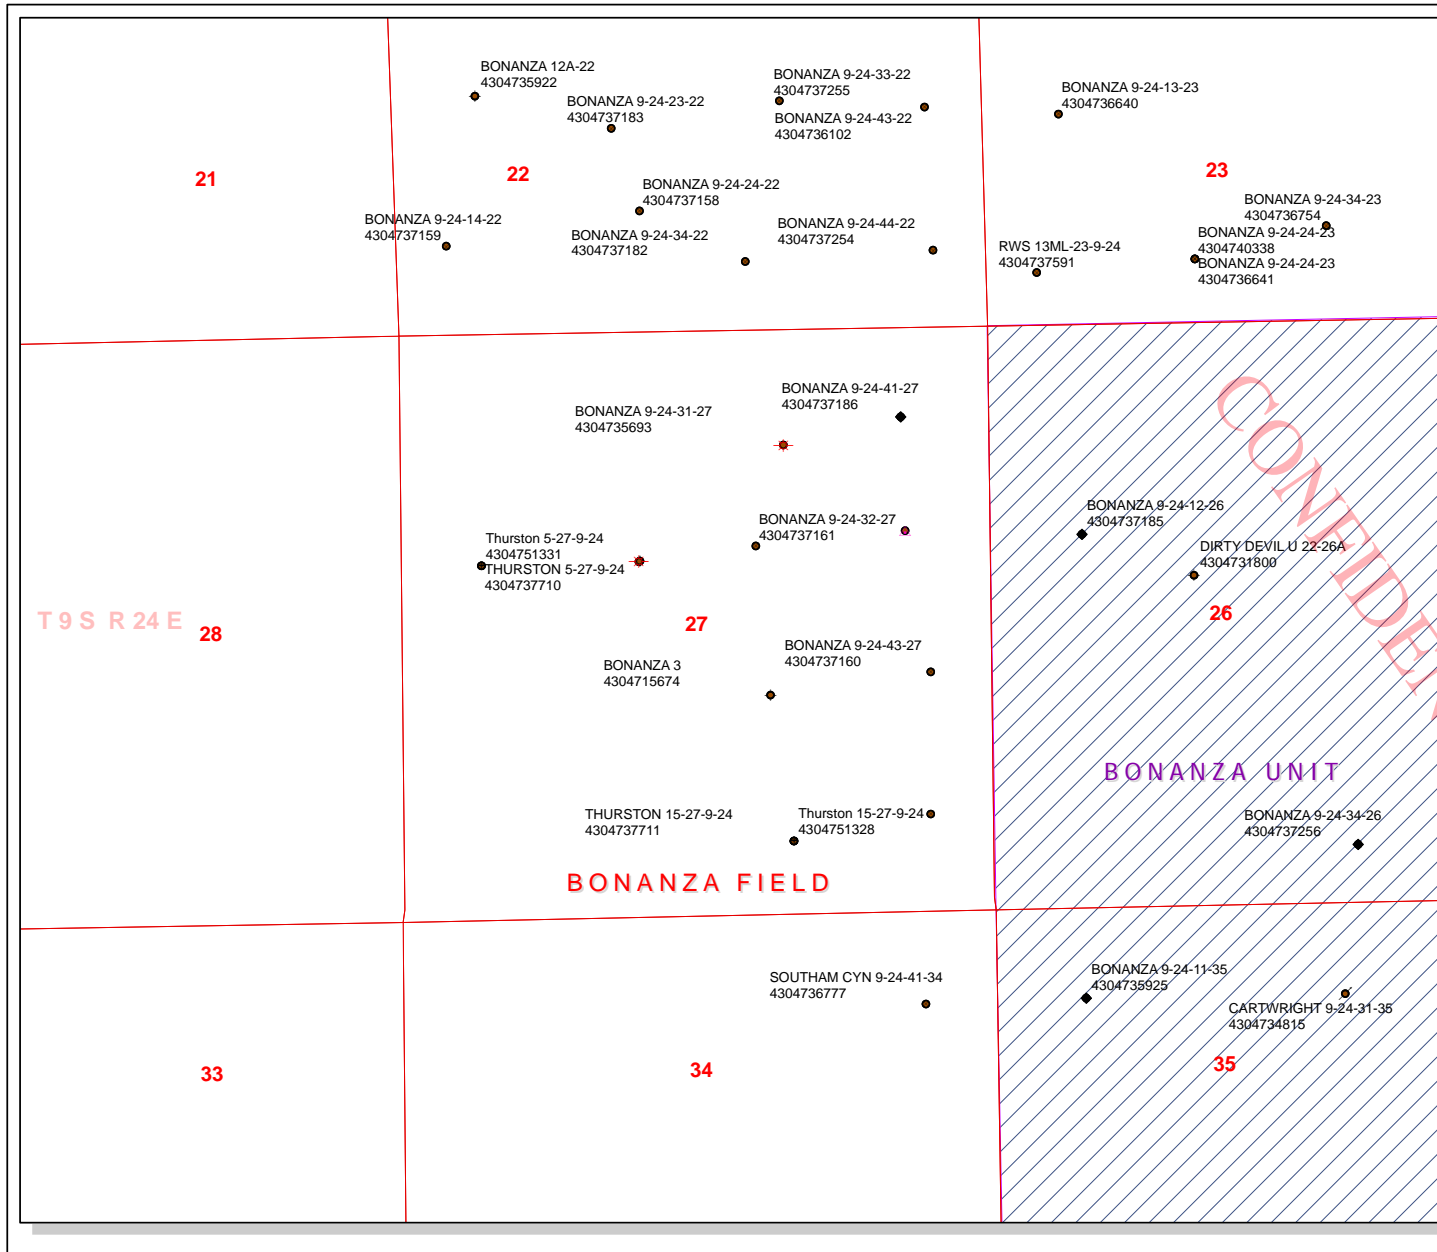 BONANZA 12A-22
4304735922
BONANZA 9-24-23-22
4304737183
BONANZA 9-24-33-22
4304737255
BONANZA 9-24-43-22
4304736102
BONANZA 9-24-13-23
4304736640
21
22
23
BONANZA 9-24-24-22
4304737158
BONANZA 9-24-14-22
4304737159
BONANZA 9-24-34-22
4304737182
BONANZA 9-24-44-22
4304737254
BONANZA 9-24-34-23
4304736754
BONANZA 9-24-24-23
4304740338
BONANZA 9-24-24-23
4304736641
RWS 13ML-23-9-24
4304737591
BONANZA 9-24-41-27
4304737186
BONANZA 9-24-31-27
4304735693
BONANZA 9-24-32-27
4304737161
Thurston 5-27-9-24
4304751331
THURSTON 5-27-9-24
4304737710
BONANZA 9-24-12-26
4304737185
DIRTY DEVIL U 22-26A
4304731800
T 9 S R 24 E
28
27
26
BONANZA 9-24-43-27
4304737160
BONANZA 3
4304715674
BONANZA UNIT
THURSTON 15-27-9-24
4304737711
Thurston 15-27-9-24
4304751328
BONANZA 9-24-34-26
4304737256
BONANZA FIELD
SOUTHAM CYN 9-24-41-34
4304736777
BONANZA 9-24-11-35
4304735925
CARTWRIGHT 9-24-31-35
4304734815
33
34
35